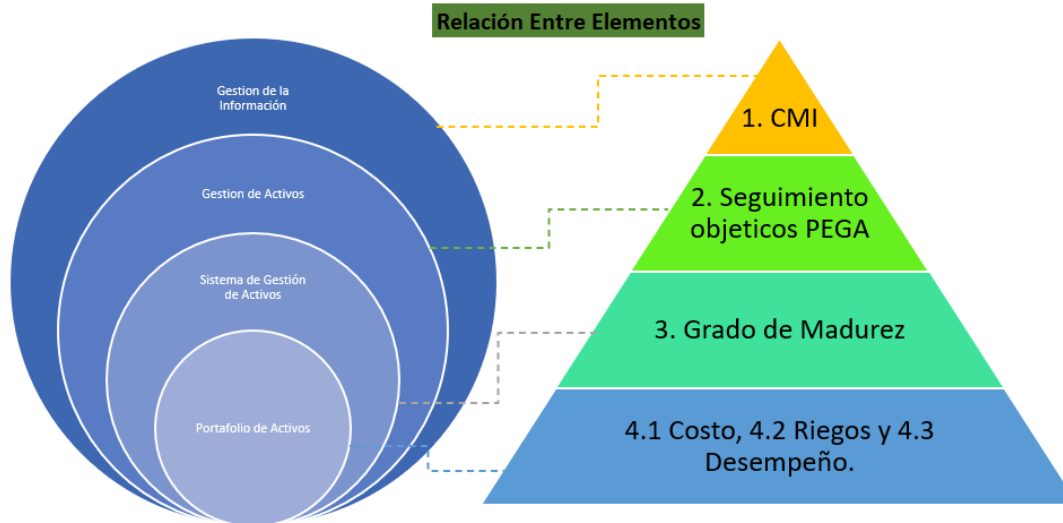 Relación Entre Elementos
Gestion de la
Información
Gestion de Activos
Sistema de Gestión
de Activos
Portafolio de Activos
1. CMI
2. Seguimiento
objeticos PEGA
3. Grado de Madurez
4.1 Costo, 4.2 Riegos y 4.3
Desempeño.